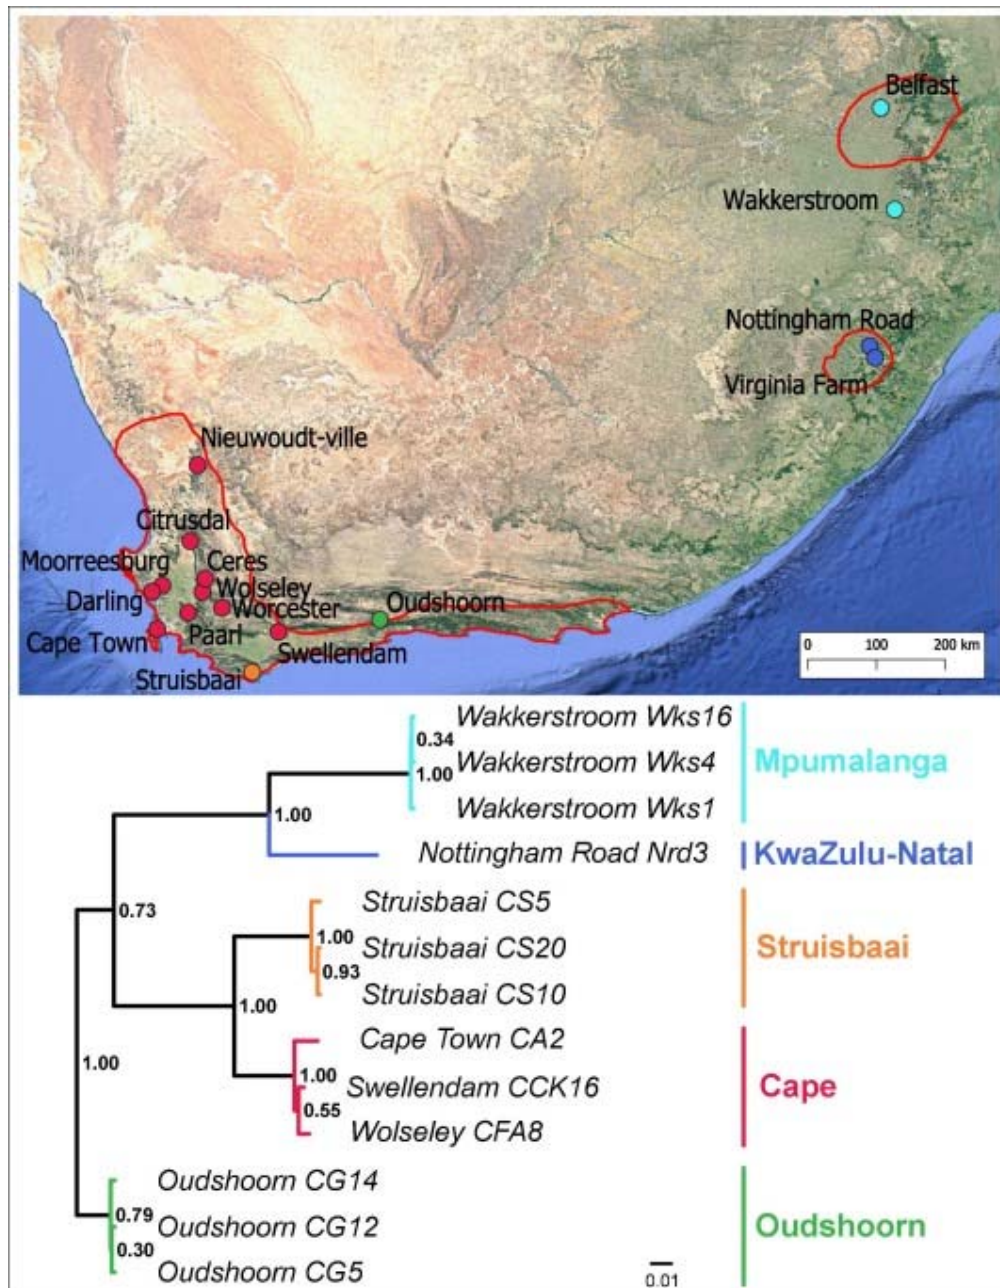 Belfast
Wakkerstroom
Nottingham Road
Virginia Farm
Nieuwoudt-ville
Citrusdal
Moorreesburg
Ceres
Darling
Wolseley
Worcester
Oudshoorn
Cape Town
Paarl
Swellendam
Struisbaai
0 100 200 km
Wakkerstroom Wks16
0.34
Wakkerstroom Wks4
Mpumalanga
1.00
Wakkerstroom Wks1
1.00
Nottingham Road Nrd3
KwaZulu-Natal
Struisbaai CS5
0.73
1.00
Struisbaai CS20
Struisbaai
0.93
Struisbaai CS10
1.00
Cape Town CA2
1.00
1.00
Swellendam CCK16
Cape
0.55
Wolseley CFA8
Oudshoorn CG14
0.79
Oudshoorn CG12
Oudshoorn
0.30
Oudshoorn CG5
0.01